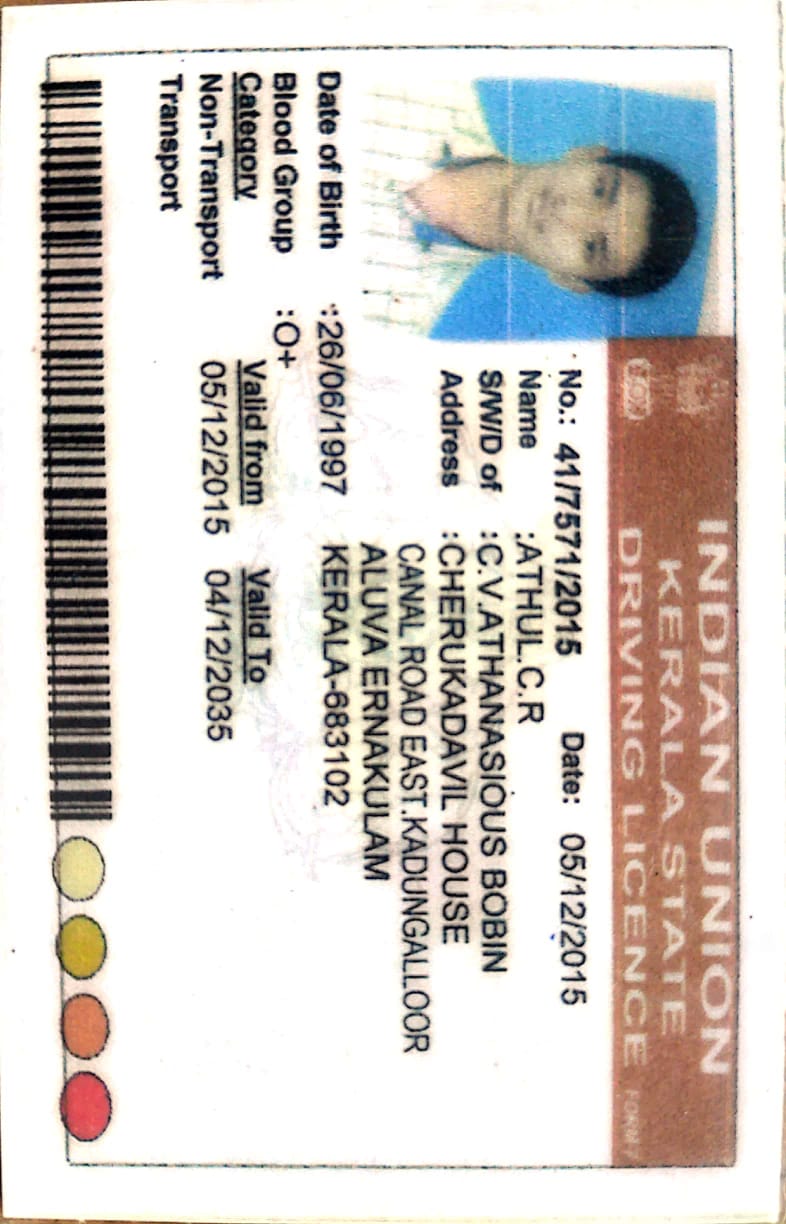 INDIAN UNION
KERALA STATE
DRIVING LICENCE FORM 7
No.: 41/7571/2015 Date: 05/12/2015
Name :ATHUL.C.R
S/W/D of :C.V.ATHANASIOUS BOBIN
Address :CHERUKADAVIL HOUSE
CANAL ROAD EAST.KADUNGALLOOR
ALUVA ERNAKULAM
KERALA-683102
Date of Birth :26/06/1997
Blood Group :O+
Category Valid from Valid To
Non-Transport 05/12/2015 04/12/2035
Transport